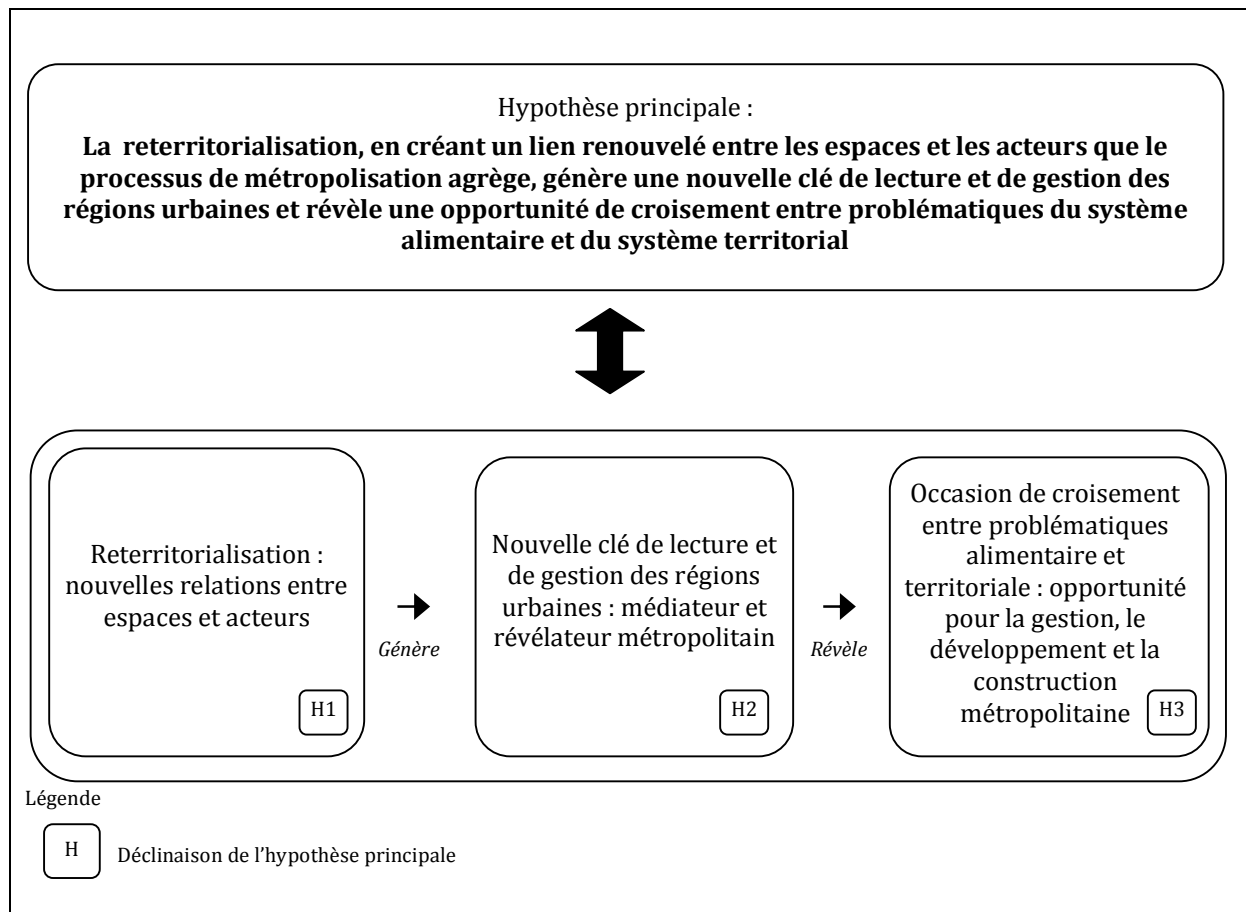 Hypothèse principale :
La reterritorialisation, en créant un lien renouvelé entre les espaces et les acteurs que le
processus de métropolisation agrège, génère une nouvelle clé de lecture et de gestion des
régions urbaines et révèle une opportunité de croisement entre problématiques du système
alimentaire et du système territorial
Reterritorialisation :
nouvelles relations entre
espaces et acteurs
H1
Génère
Nouvelle clé de lecture et
de gestion des régions
urbaines : médiateur et
révélateur métropolitain
H2
Révèle
Occasion de croisement
entre problématiques
alimentaire et
territoriale : opportunité
pour la gestion, le
développement et la
construction
métropolitaine
H3
Légende
H
Déclinaison de l'hypothèse principale